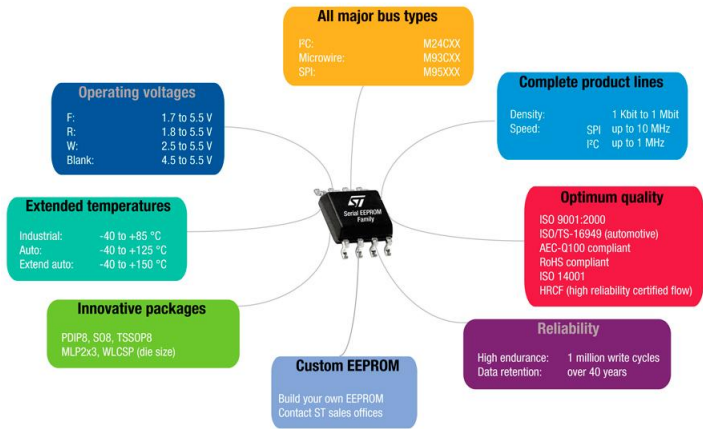 All major bus types
I²C: M24CXX
Microwire: M93CXX
SPI: M95XXX
Operating voltages
F: 1.7 to 5.5 V
R: 1.8 to 5.5 V
W: 2.5 to 5.5 V
Blank: 4.5 to 5.5 V
Complete product lines
Density: 1 Kbit to 1 Mbit
Speed: SPI up to 10 MHz
I²C up to 1 MHz
Extended temperatures
Industrial: -40 to +85 °C
Auto: -40 to +125 °C
Extend auto: -40 to +150 °C
ST
Serial EEPROM
Family
Optimum quality
ISO 9001:2000
ISO/TS-16949 (automotive)
AEC-Q100 compliant
RoHS compliant
ISO 14001
HRCF (high reliability certified flow)
Innovative packages
PDIP8, SO8, TSSOP8
MLP2x3, WLCSP (die size)
Reliability
High endurance: 1 million write cycles
Data retention: over 40 years
Custom EEPROM
Build your own EEPROM
Contact ST sales offices